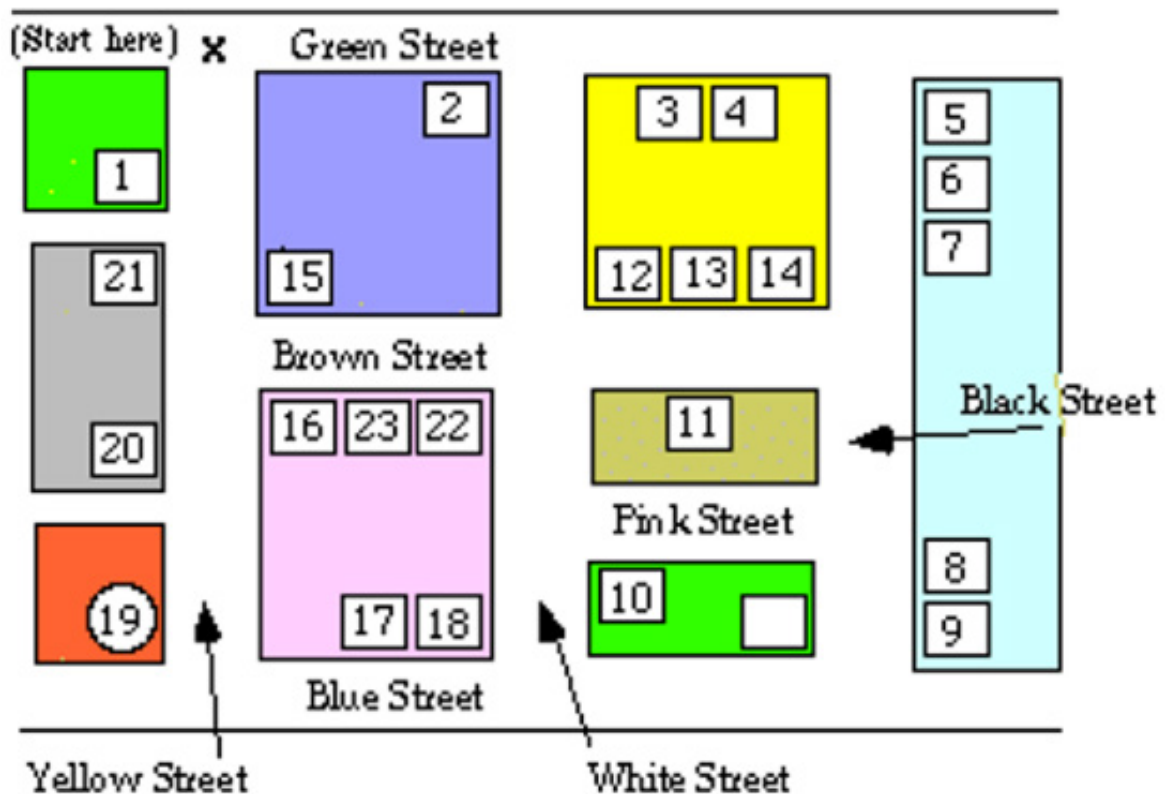 (Start here) x Green Street
2
3 4
5
1
6
7
21
15
12 13 14
Brown Street
Black Street
16 23 22
11
20
Pink Street
8
10
19
17 18
9
Blue Street
Yellow Street
White Street